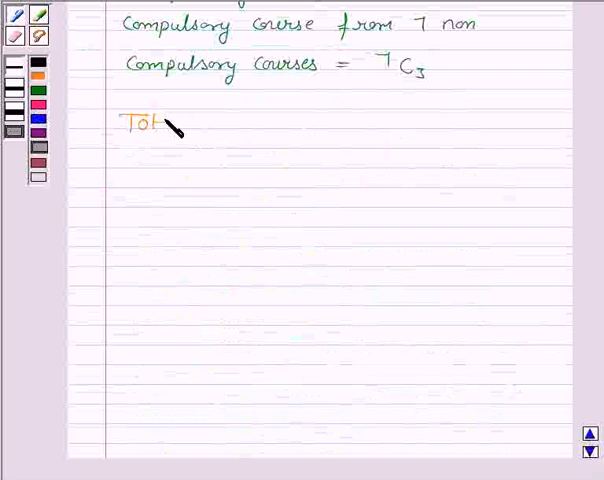 Compulsory Course from 7 non
Compulsory Courses = ⁷C₃
Tot